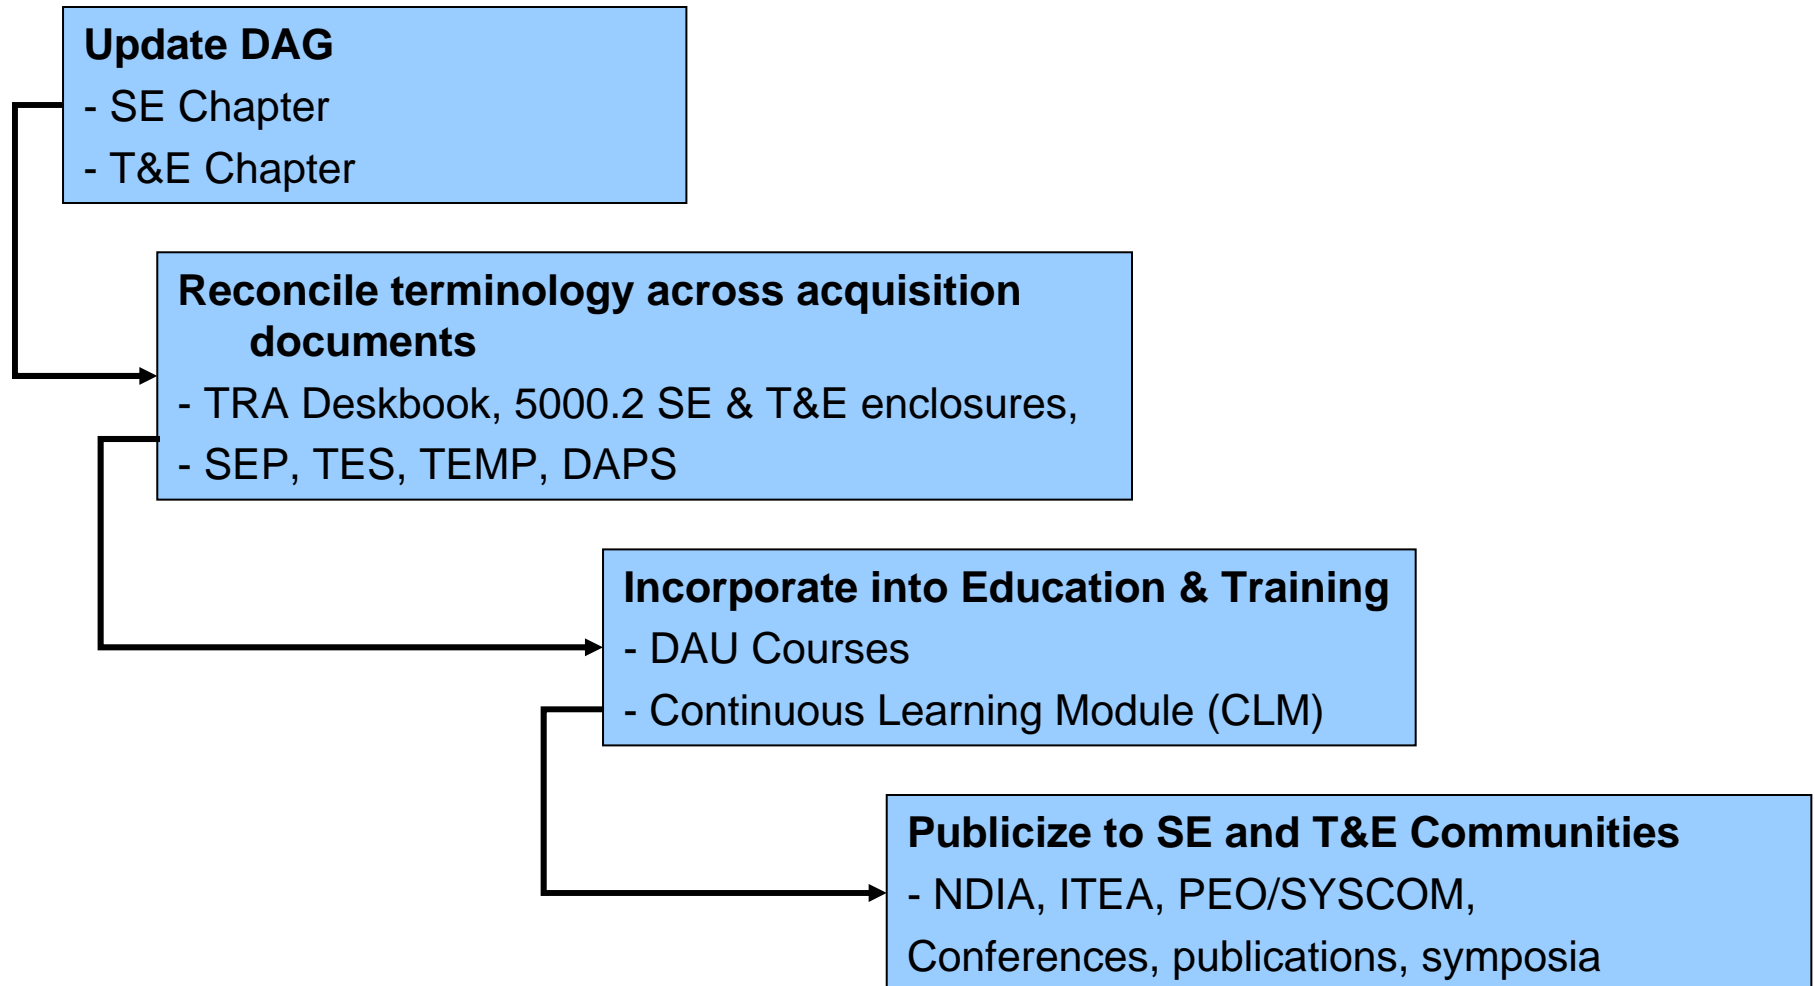 Update DAG
- SE Chapter
- T&E Chapter
Reconcile terminology across acquisition
documents
- TRA Deskbook, 5000.2 SE & T&E enclosures,
- SEP, TES, TEMP, DAPS
Incorporate into Education & Training
- DAU Courses
- Continuous Learning Module (CLM)
Publicize to SE and T&E Communities
- NDIA, ITEA, PEO/SYSCOM,
Conferences, publications, symposia